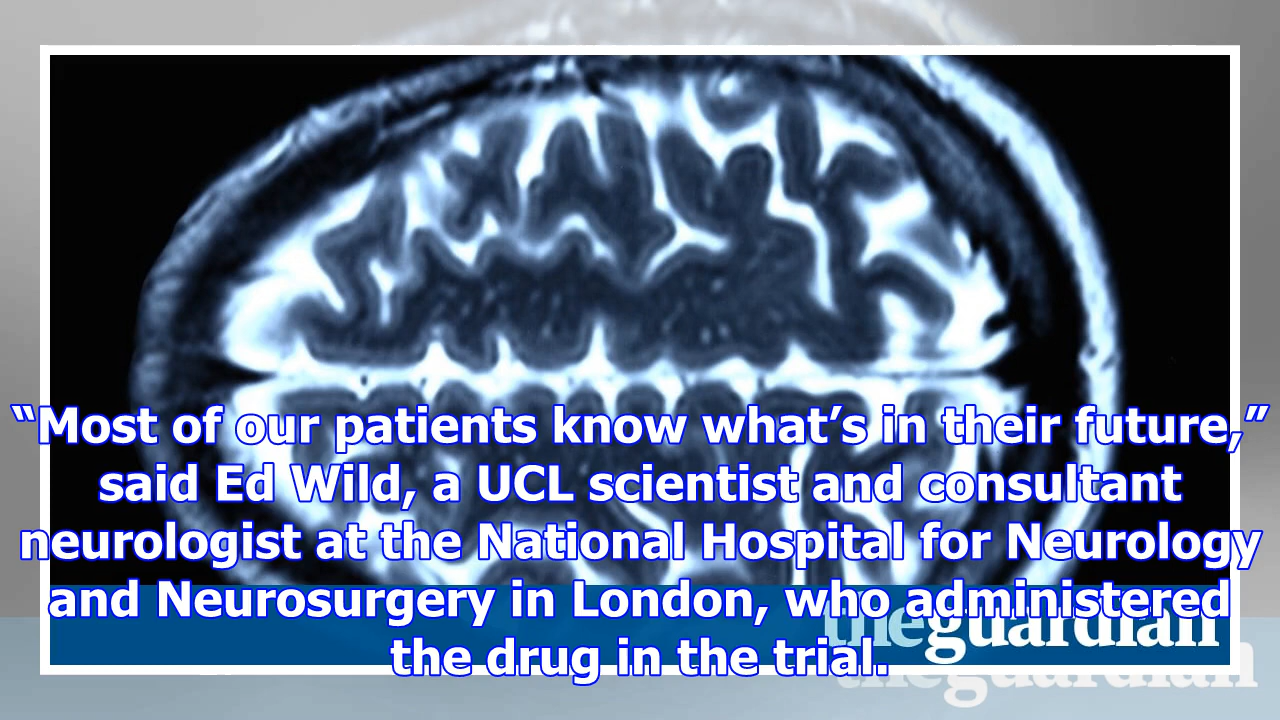 “Most of our patients know what’s in their future,”
said Ed Wild, a UCL scientist and consultant
neurologist at the National Hospital for Neurology
and Neurosurgery in London, who administered
the drug in the trial.
theguardian
theguardian